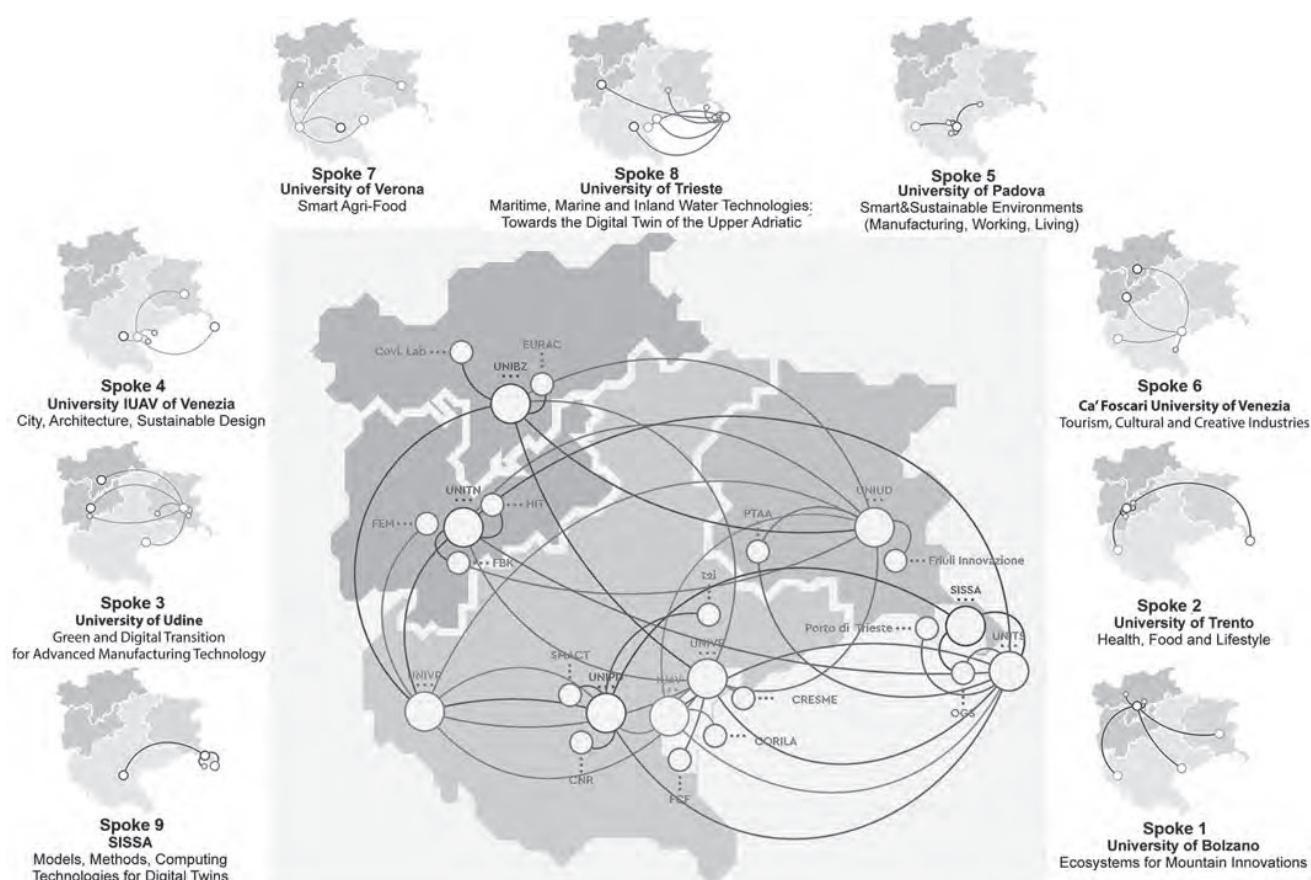 Spoke 7
University of Verona
Smart Agri-Food
Spoke 8
University of Trieste
Maritime, Marine and Inland Water Technologies:
Towards the Digital Twin of the Upper Adriatic
Spoke 5
University of Padova
Smart&Sustainable Environments
(Manufacturing, Working, Living)
Spoke 4
University IUAV of Venezia
City, Architecture, Sustainable Design
Spoke 3
University of Udine
Green and Digital Transition
for Advanced Manufacturing Technology
Spoke 9
SISSA
Models, Methods, Computing
Technologies for Digital Twins
Covi. Lab
EURAC
UNIBZ
UNITN
HIT
FEM
FBK
UNIUD
PTAA
Friuli Innovazione
t2i
SISSA
Porto di Trieste
UNITS
OGS
UNIVE
SMACT
UNIPD
UNIVR
IUAV
CRESME
CORILA
CNR
FCF
Spoke 6
Ca' Foscari University of Venezia
Tourism, Cultural and Creative Industries
Spoke 2
University of Trento
Health, Food and Lifestyle
Spoke 1
University of Bolzano
Ecosystems for Mountain Innovations